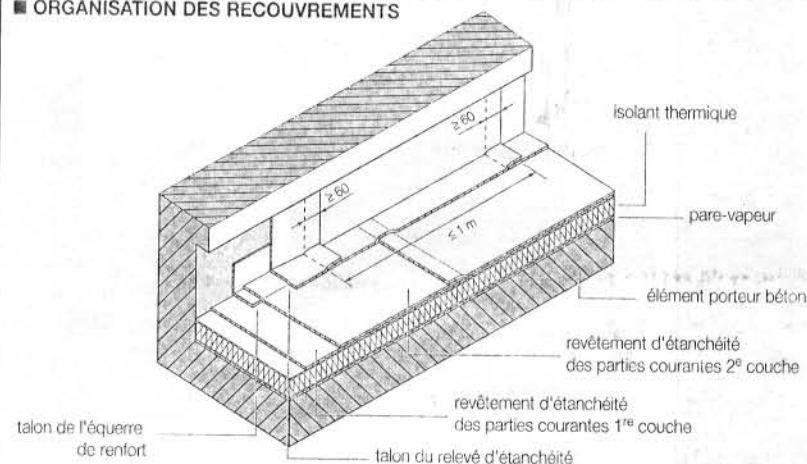 ■ ORGANISATION DES RECOUVREMENTS
≥60
≥60
≤ 1 m
isolant thermique
pare-vapeur
élément porteur béton
revêtement d'étanchéité
des parties courantes 2e couche
revêtement d'étanchéité
des parties courantes 1re couche
talon de l'équerre
de renfort
talon du relevé d'étanchéité